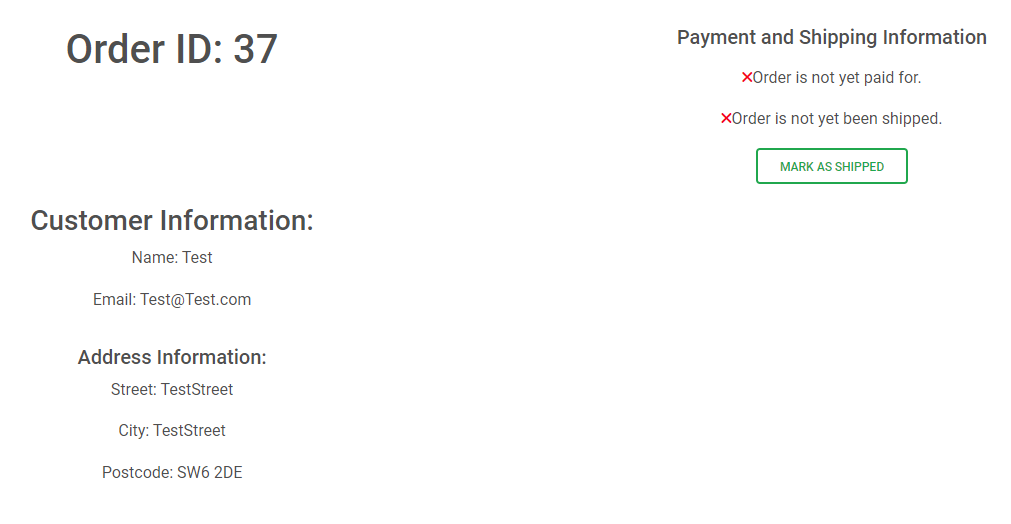 Order ID: 37
Payment and Shipping Information
Order is not yet paid for.
Order is not yet been shipped.
MARK AS SHIPPED
Customer Information:
Name: Test
Email: Test@Test.com
Address Information:
Street: TestStreet
City: TestStreet
Postcode: SW6 2DE